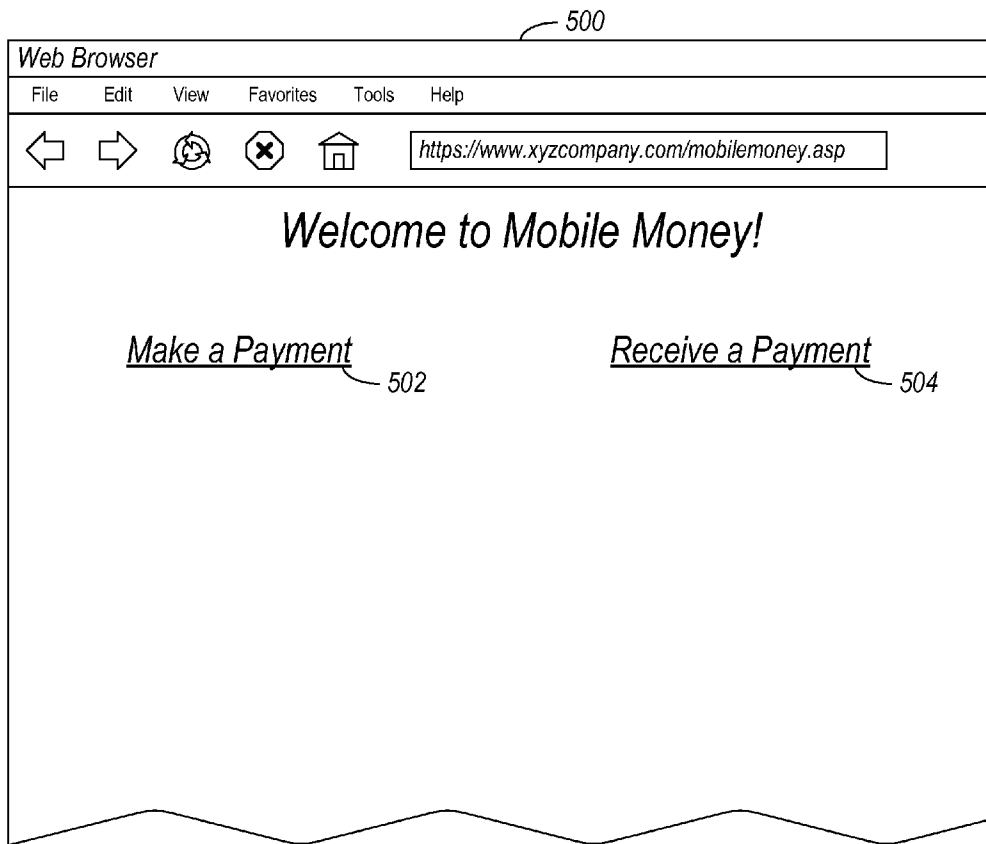 500
Web Browser
File Edit View Favorites Tools Help
https://www.xyzcompany.com/mobilemoney.asp
Welcome to Mobile Money!
Make a Payment Receive a Payment
502 504